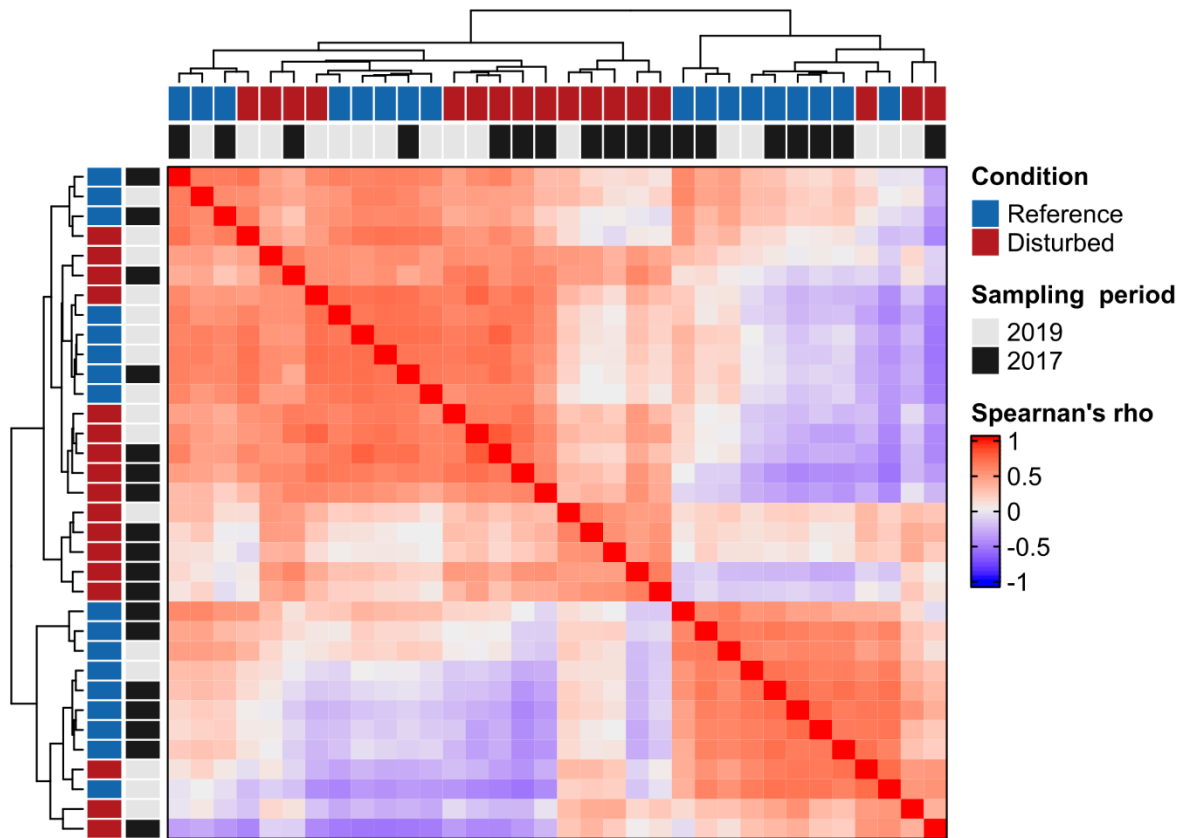 Condition
Reference
Disturbed
Sampling period
2019
2017
Spearnan's rho
1
0.5
0
-0.5
-1